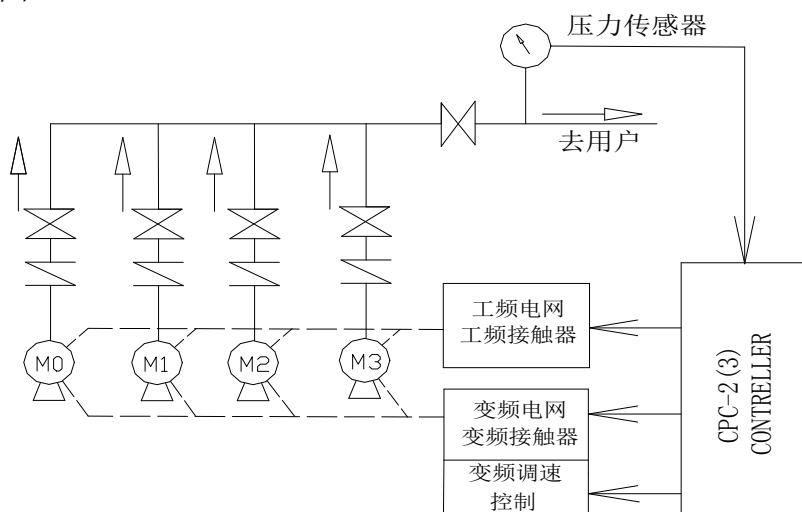 压力传感器
去用户
工频电网
工频接触器
M0
M1
M2
M3
变频电网
变频接触器
变频调速
控制
CPC-2(3)
CONTRELLER